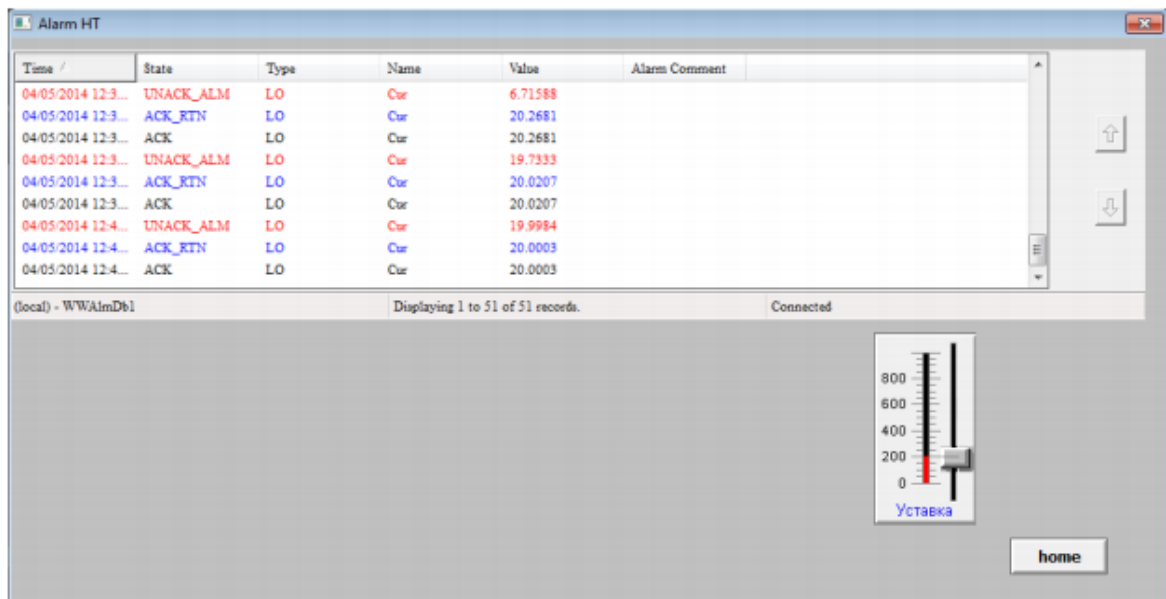 Alarm HT
Time / State Type Name Value Alarm Comment
04/05/2014 12:3... UNACK_ALM LO Cur 6.71588
04/05/2014 12:3... ACK_RTN LO Cur 20.2681
04/05/2014 12:3... ACK LO Cur 20.2681
04/05/2014 12:3... UNACK_ALM LO Cur 19.7333
04/05/2014 12:3... ACK_RTN LO Cur 20.0207
04/05/2014 12:3... ACK LO Cur 20.0207
04/05/2014 12:4... UNACK_ALM LO Cur 19.9984
04/05/2014 12:4... ACK_RTN LO Cur 20.0003
04/05/2014 12:4... ACK LO Cur 20.0003
(local) - WWAlmDb1 Displaying 1 to 51 of 51 records. Connected
800
600
400
200
0
Уставка
home